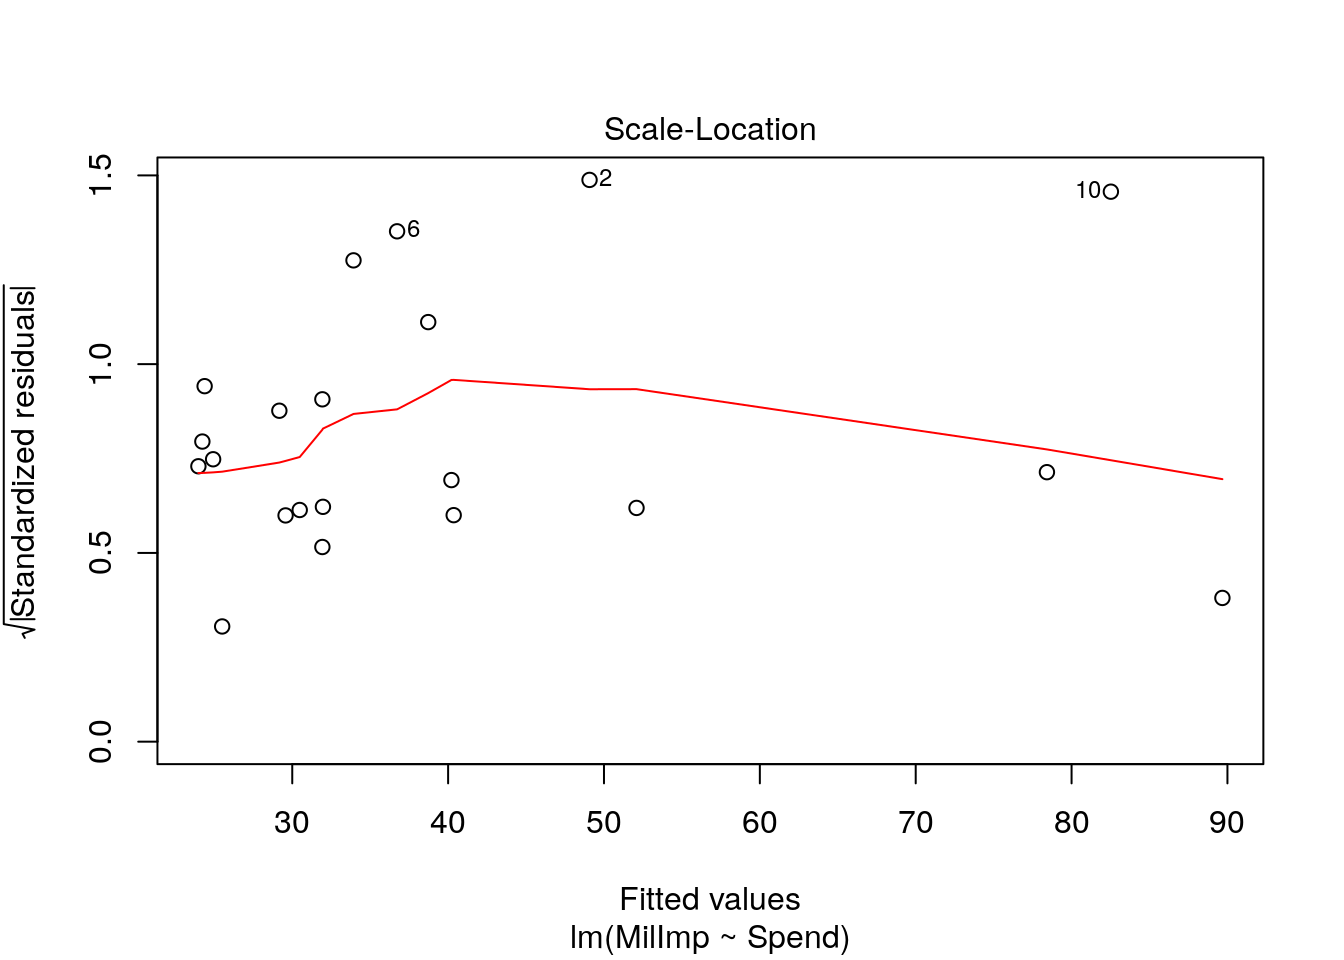 Scale-Location
√|Standardized residuals|
1.5
1.0
0.5
0.0
2
10
6
30 40 50 60 70 80 90
Fitted values
lm(MilImp ~ Spend)